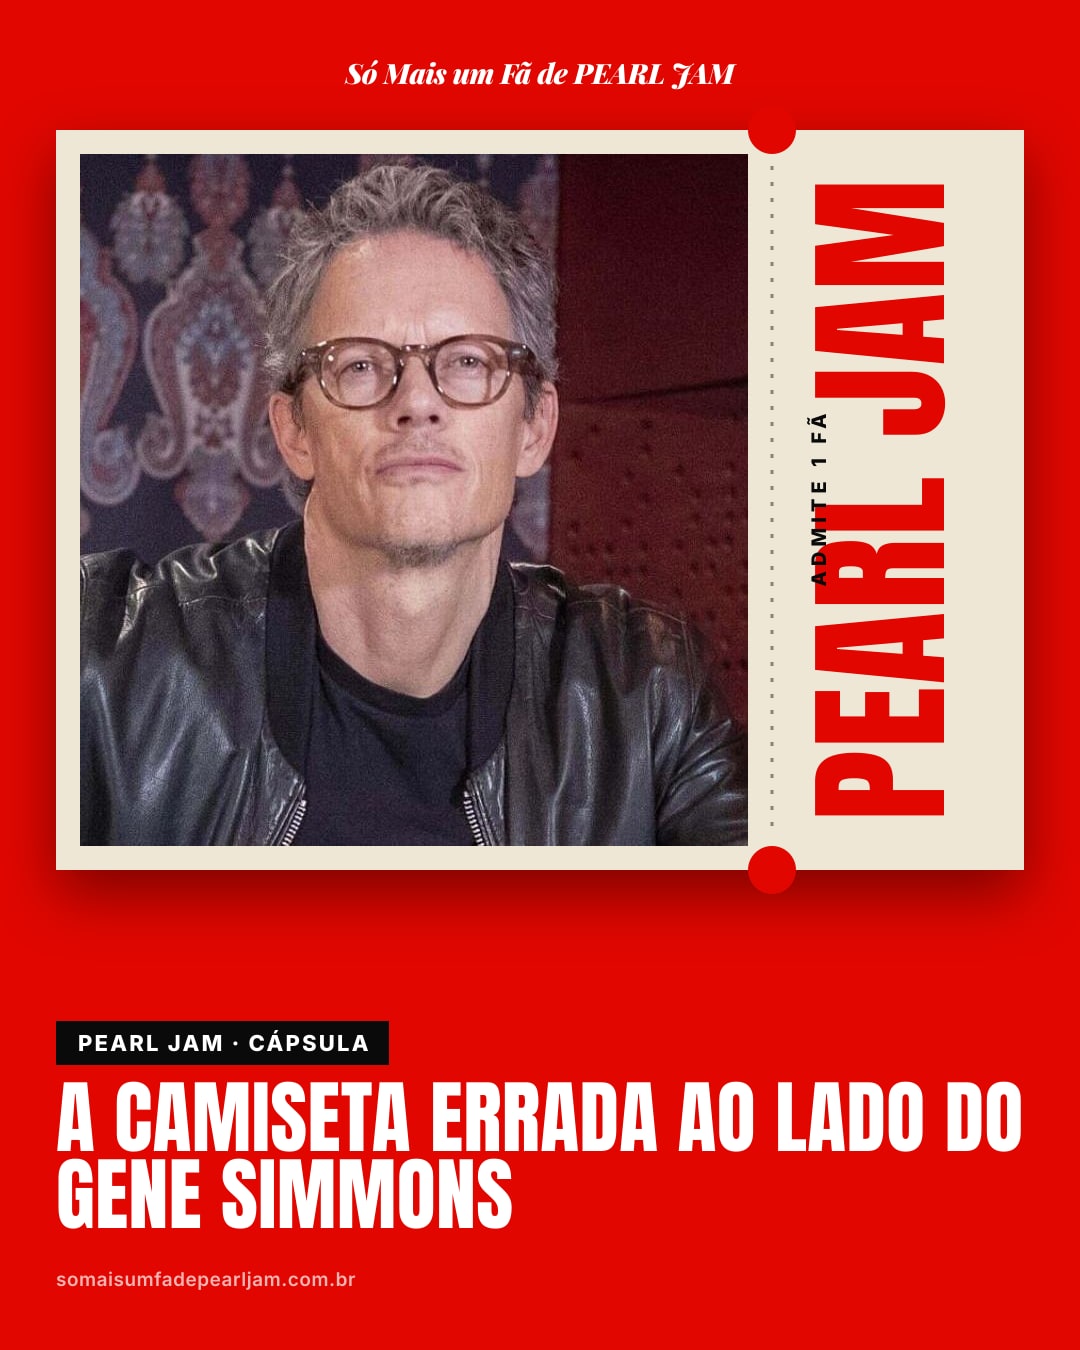 Só Mais um Fã de PEARL JAM
ADMITE 1 FÃ
PEARL JAM
PEARL JAM · CÁPSULA
A CAMISETA ERRADA AO LADO DO
GENE SIMMONS
somaisumfadepearljam.com.br